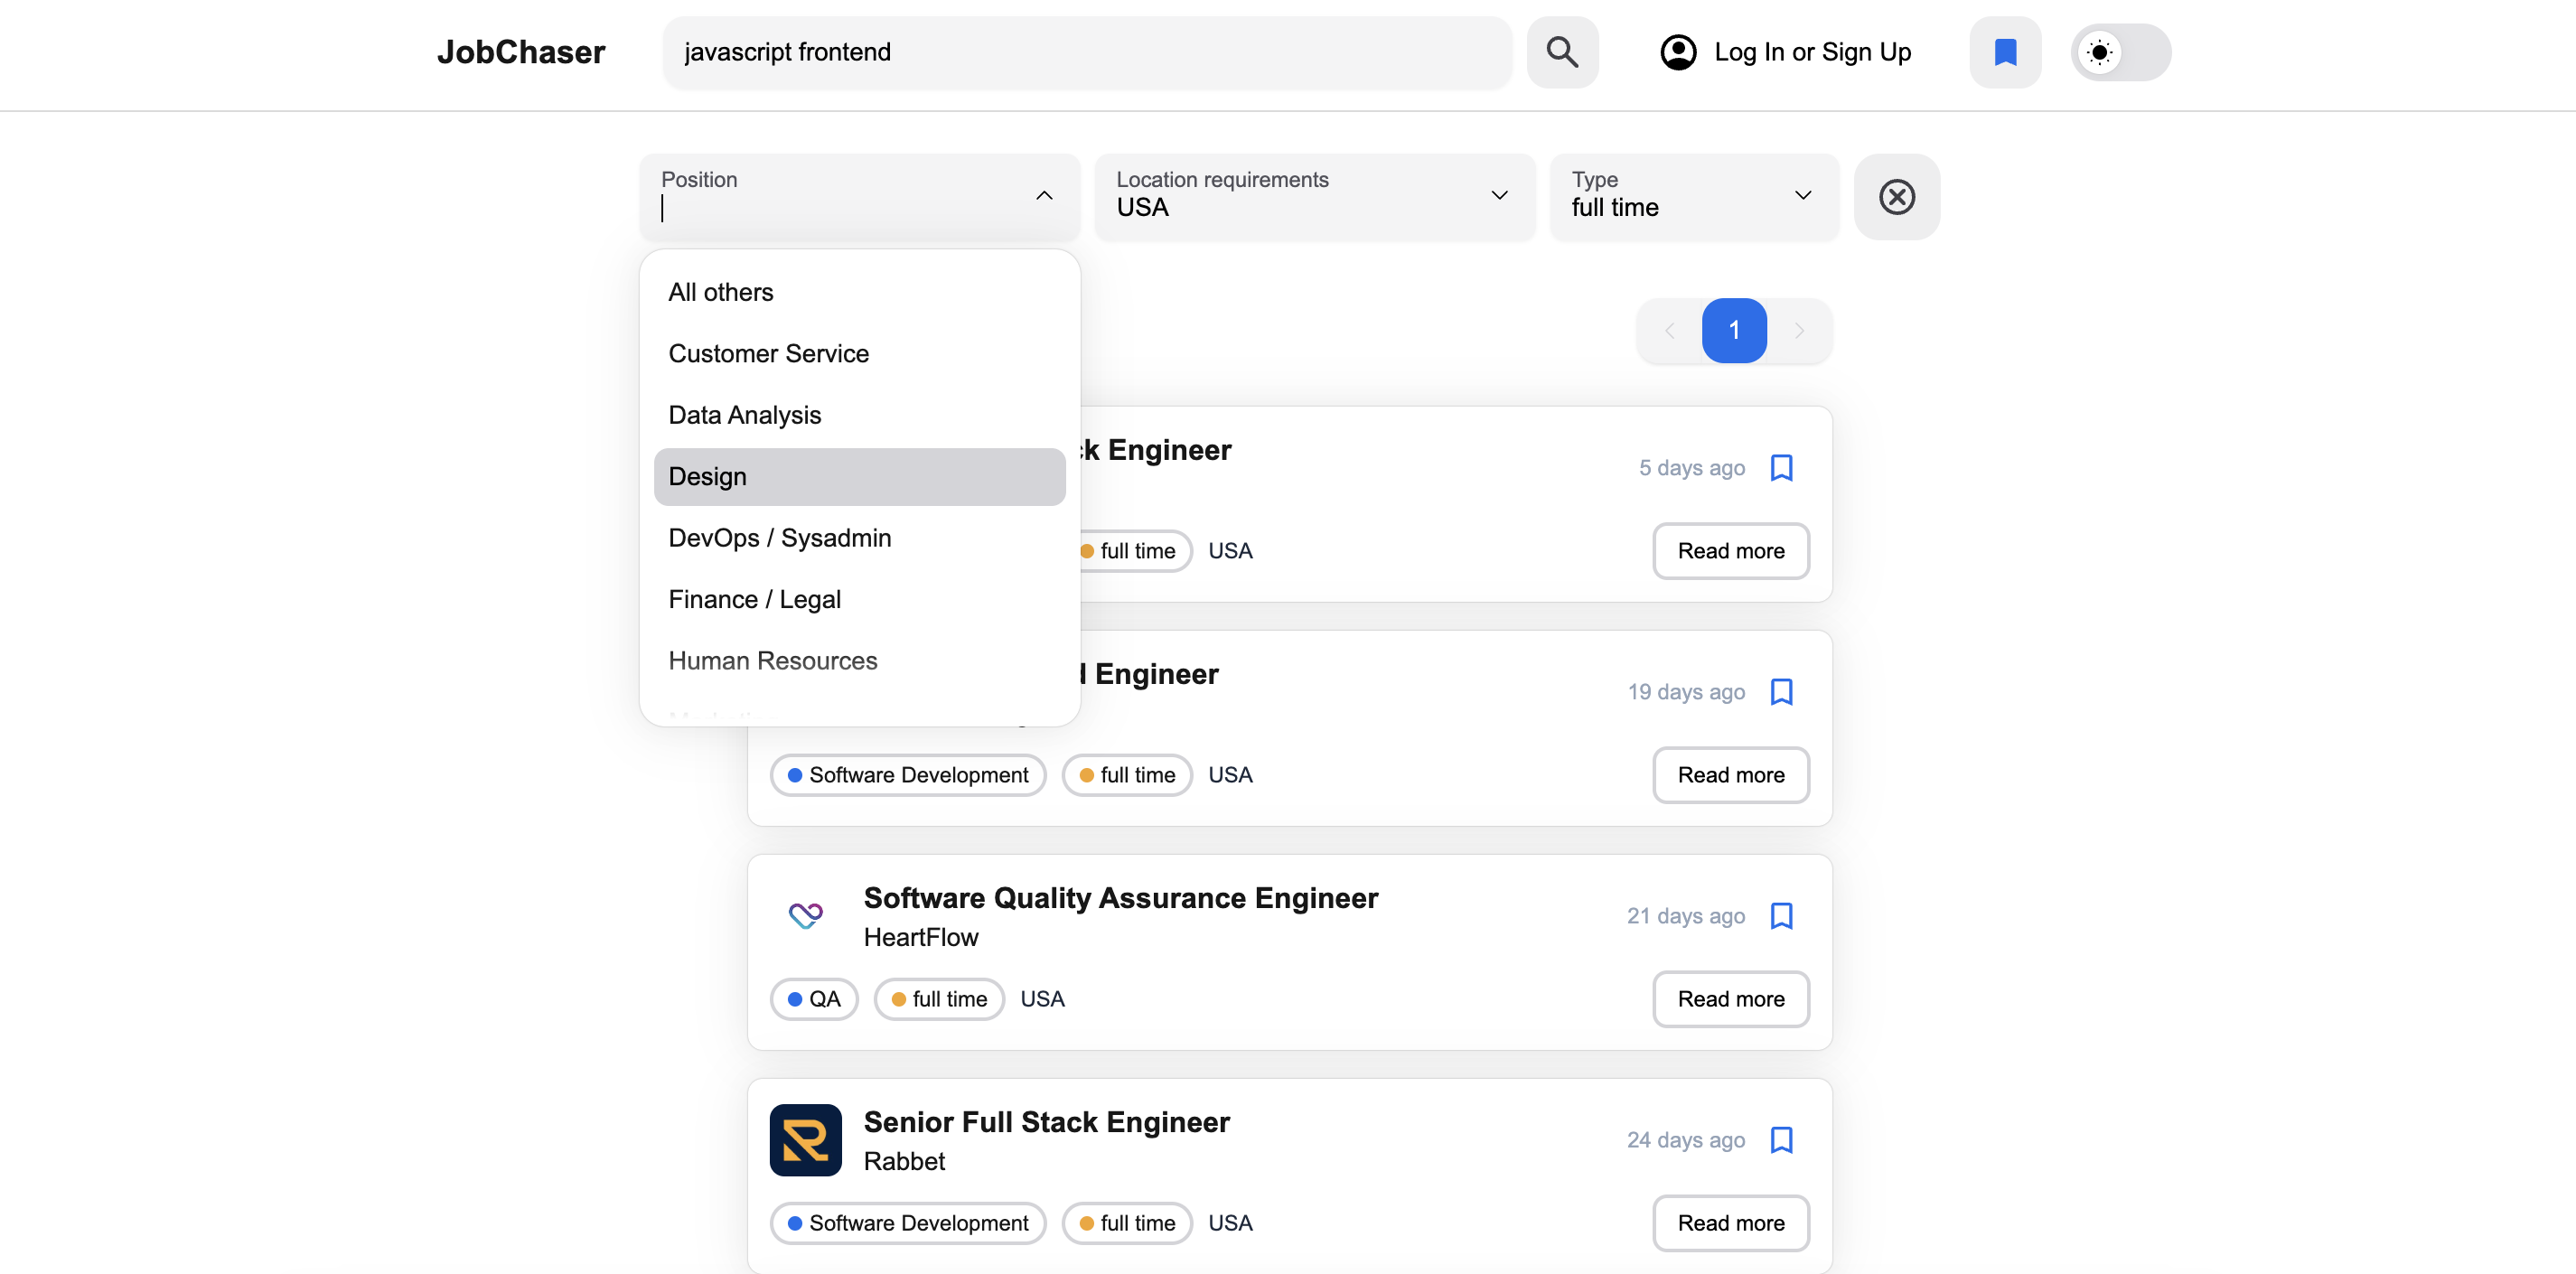 JobChaser
javascript frontend
Log In or Sign Up
Position
Location requirements
USA
Type
full time
All others
Customer Service
Data Analysis
Design
DevOps / Sysadmin
Finance / Legal
Human Resources
1
Engineer
5 days ago
full time
USA
Read more
Engineer
19 days ago
Software Development
full time
USA
Read more
Software Quality Assurance Engineer
HeartFlow
21 days ago
QA
full time
USA
Read more
Senior Full Stack Engineer
Rabbet
24 days ago
Software Development
full time
USA
Read more